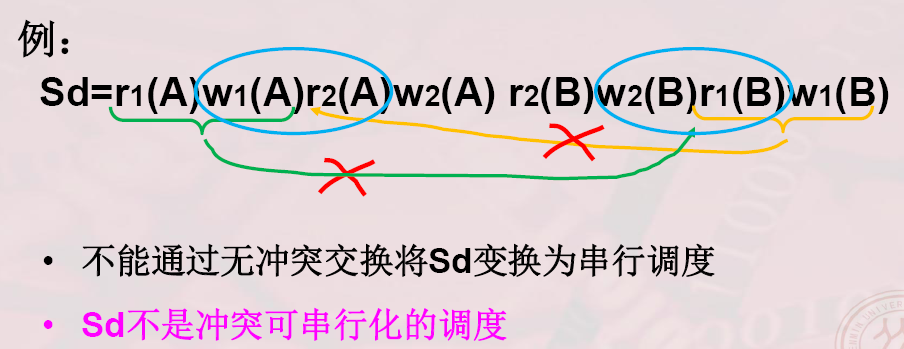 例：
Sd=r1(A)w1(A)r2(A)w2(A) r2(B)w2(B)r1(B)w1(B)
• 不能通过无冲突交换将Sd变换为串行调度
• Sd不是冲突可串行化的调度